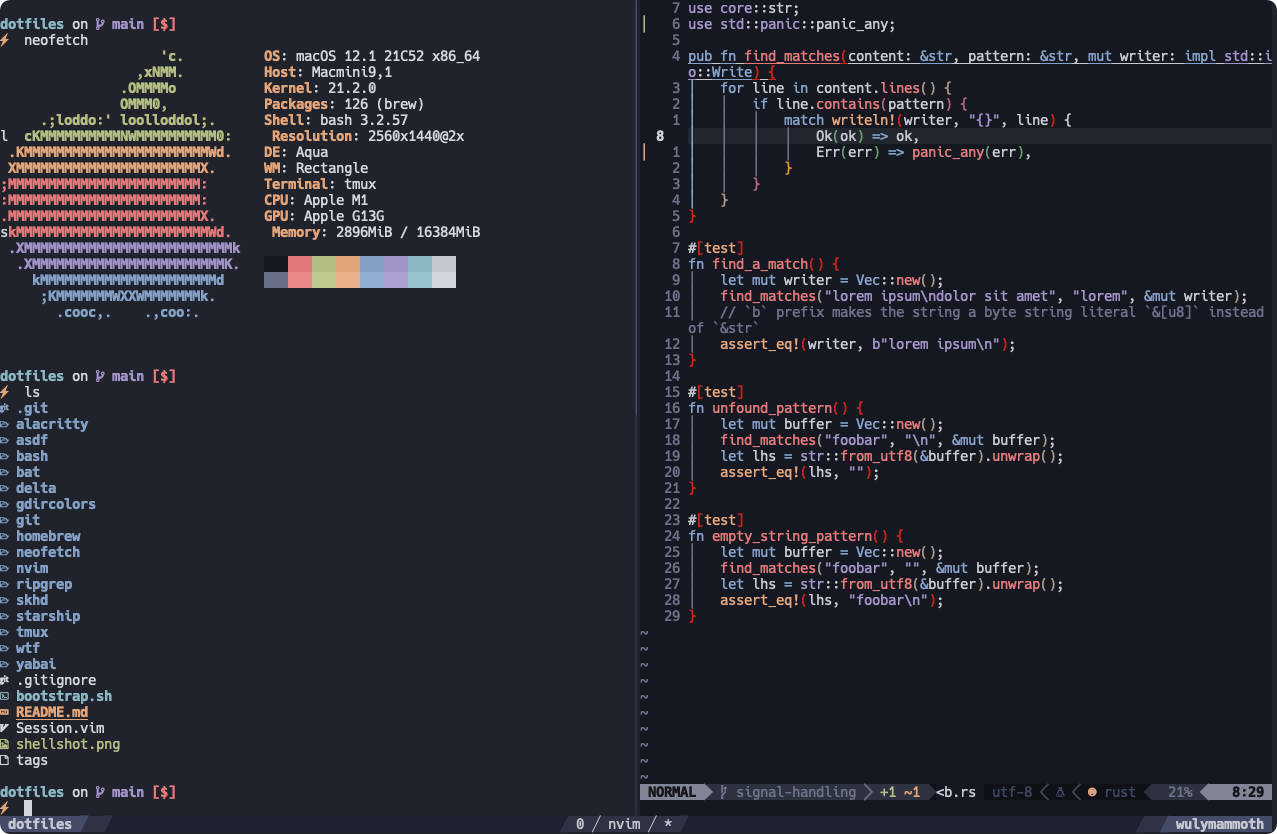 dotfiles on main [$]
neofetch
'c.
,xNMM.
.OMMMMo
OMMM0,
.;loddo:' loolloddol;.
l cKMMMMMMMMMMNWMMMMMMMMMM0:
.KMMMMMMMMMMMMMMMMMMMMMMMWd.
XMMMMMMMMMMMMMMMMMMMMMMMX.
;MMMMMMMMMMMMMMMMMMMMMMMM:
:MMMMMMMMMMMMMMMMMMMMMMMM:
.MMMMMMMMMMMMMMMMMMMMMMMMX.
skMMMMMMMMMMMMMMMMMMMMMMMMWd.
.XMMMMMMMMMMMMMMMMMMMMMMMMMMk
.XMMMMMMMMMMMMMMMMMMMMMMMMK.
kMMMMMMMMMMMMMMMMMMMMMMd
;KMMMMMMMWXXWMMMMMMMk.
.cooc,. .,coo:.
OS: macOS 12.1 21C52 x86_64
Host: Macmini9,1
Kernel: 21.2.0
Packages: 126 (brew)
Shell: bash 3.2.57
Resolution: 2560x1440@2x
DE: Aqua
WM: Rectangle
Terminal: tmux
CPU: Apple M1
GPU: Apple G13G
Memory: 2896MiB / 16384MiB
dotfiles on main [$]
ls
.git
alacritty
asdf
bash
bat
delta
gdircolors
git
homebrew
neofetch
nvim
ripgrep
skhd
starship
tmux
wtf
yabai
.gitignore
bootstrap.sh
README.md
Session.vim
shellshot.png
tags
dotfiles on main [$]
7 use core::str;
6 use std::panic::panic_any;
5
4 pub fn find_matches(content: &str, pattern: &str, mut writer: impl std::i
o::Write) {
3 for line in content.lines() {
2 if line.contains(pattern) {
1 match writeln!(writer, "{}", line) {
8 Ok(ok) => ok,
1 Err(err) => panic_any(err),
2 }
3 }
4 }
5 }
6
7 #[test]
8 fn find_a_match() {
9 let mut writer = Vec::new();
10 find_matches("lorem ipsum\ndolor sit amet", "lorem", &mut writer);
11 // `b` prefix makes the string a byte string literal `&[u8]` instead
of `&str`
12 assert_eq!(writer, b"lorem ipsum\n");
13 }
14
15 #[test]
16 fn unfound_pattern() {
17 let mut buffer = Vec::new();
18 find_matches("foobar", "\n", &mut buffer);
19 let lhs = str::from_utf8(&buffer).unwrap();
20 assert_eq!(lhs, "");
21 }
22
23 #[test]
24 fn empty_string_pattern() {
25 let mut buffer = Vec::new();
26 find_matches("foobar", "", &mut buffer);
27 let lhs = str::from_utf8(&buffer).unwrap();
28 assert_eq!(lhs, "foobar\n");
29 }
~
~
~
~
~
~
~
~
~
~
NORMAL signal-handling +1 ~1 <b.rs utf-8 rust 21% 8:29
dotfiles 0 / nvim / * wulymammoth